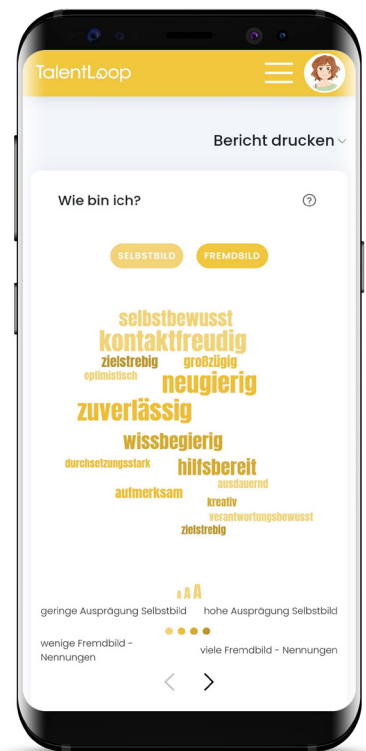 TalentLoop
Bericht drucken
Wie bin ich?
?
SELBSTBILD FREMDBILD
selbstbewusst
kontaktfreudig
zielstrebig großzügig
optimistisch neugierig
zuverlässig
wissbegierig
durchsetzungsstark hilfsbereit
ausdauernd
aufmerksam
kreativ
verantwortungsbewusst
zielstrebig
A A A
geringe Ausprägung Selbstbild hohe Ausprägung Selbstbild
wenige Fremdbild -
Nennungen
viele Fremdbild - Nennungen